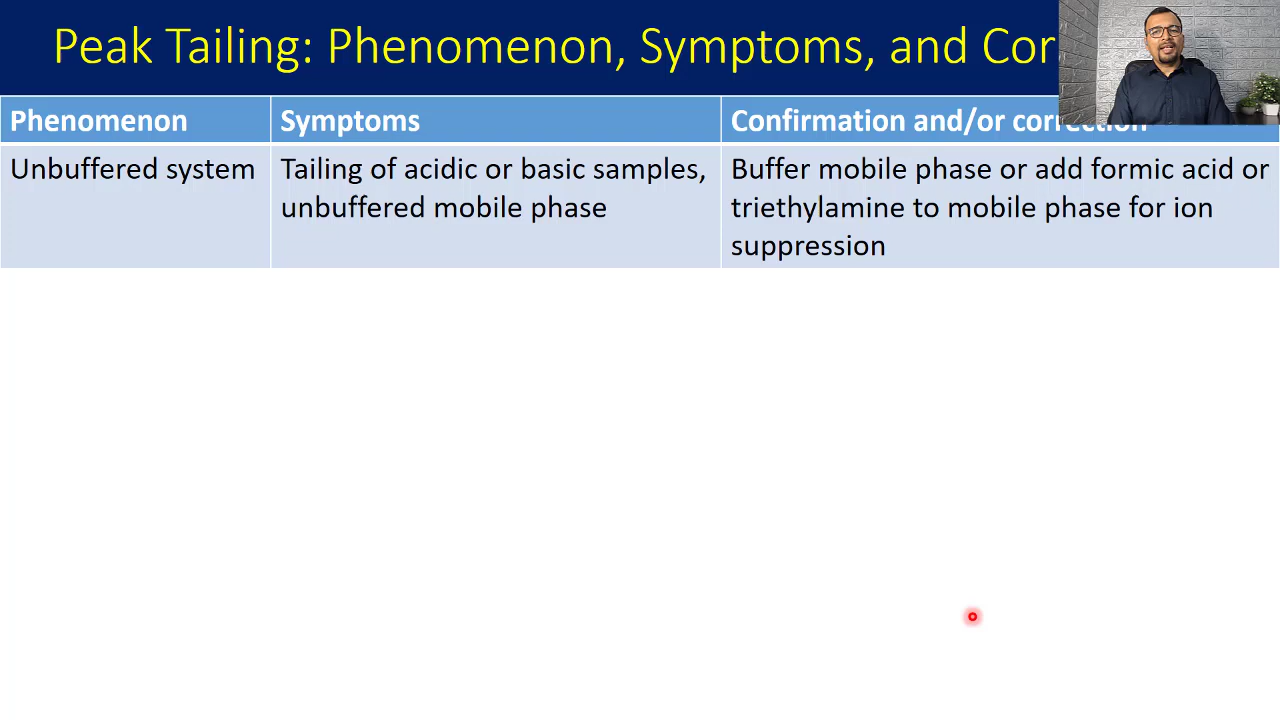 Peak Tailing: Phenomenon, Symptoms, and Cor
Phenomenon
Symptoms
Confirmation and/or correction
Unbuffered system
Tailing of acidic or basic samples,
unbuffered mobile phase
Buffer mobile phase or add formic acid or
triethylamine to mobile phase for ion
suppression